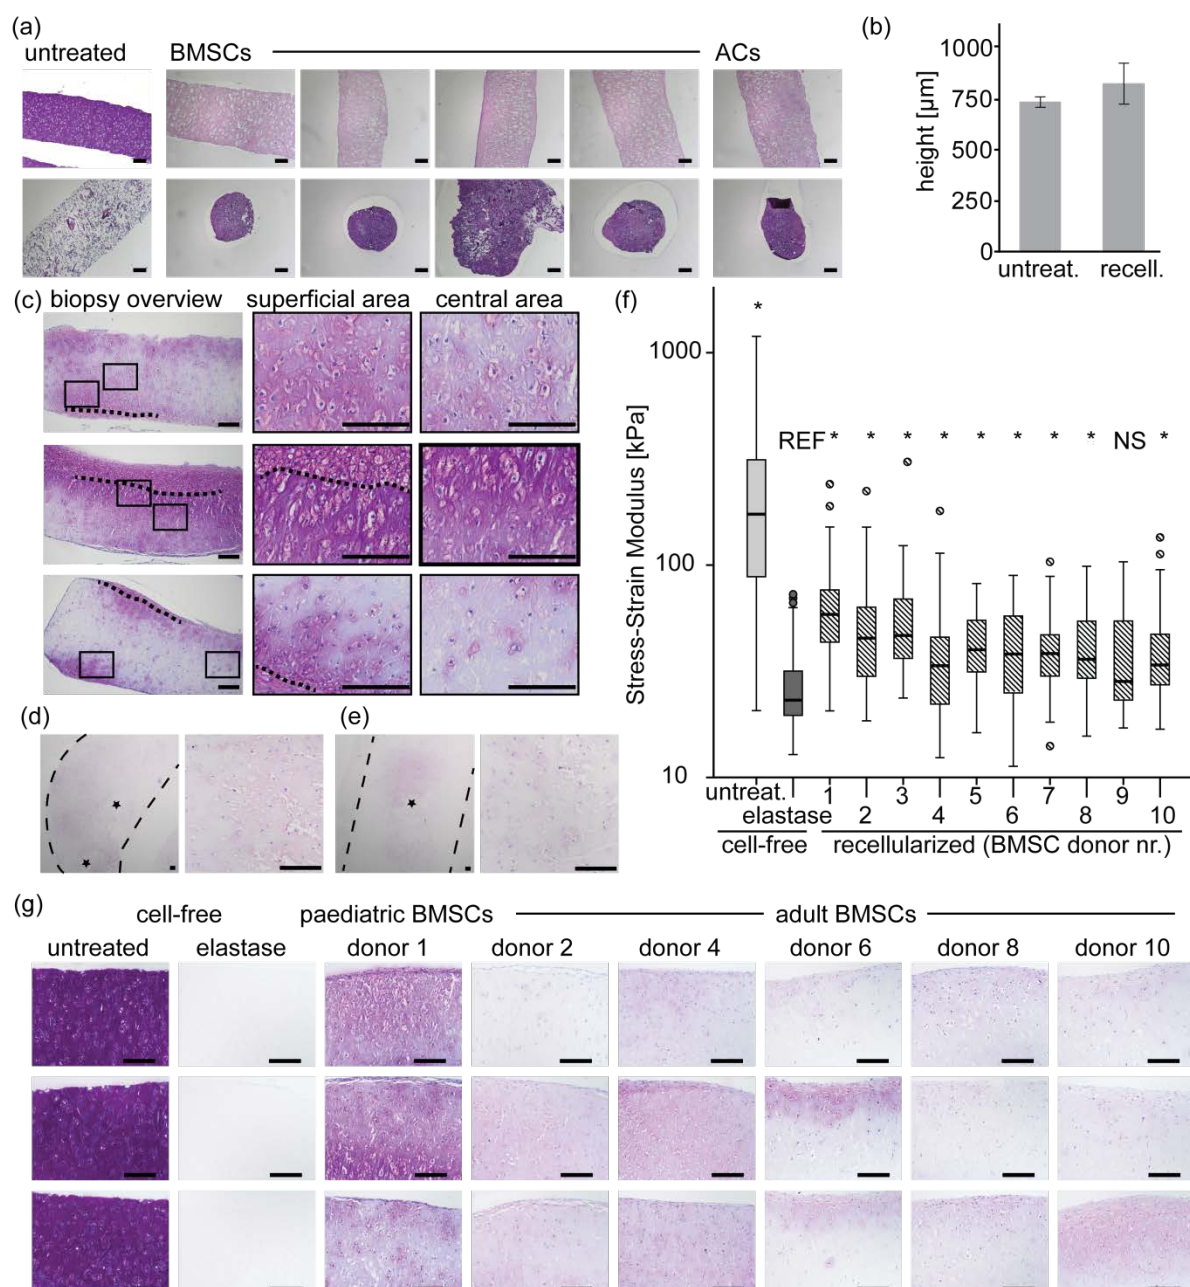 (a)
untreated BMSCs ACs
(b)
height [µm]
1000
750
500
250
0
untreat. recell.
(c)
biopsy overview superficial area central area
(d)
(e)
(f)
Stress-Strain Modulus [kPa]
1000
100
10
*
REF * * * * * * * * NS *
untreat. 1 3 5 7 9
elastase 2 4 6 8 10
cell-free recellularized (BMSC donor nr.)
(g)
cell-free paediatric BMSCs adult BMSCs
untreated elastase donor 1 donor 2 donor 4 donor 6 donor 8 donor 10